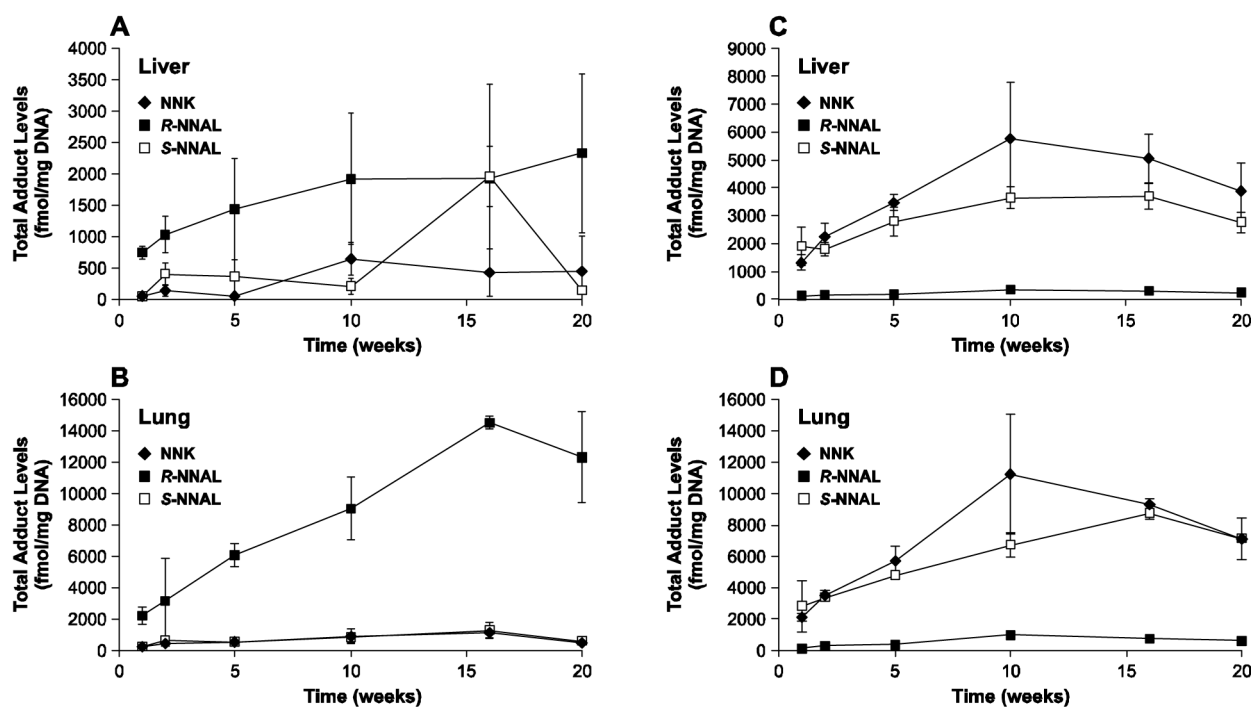 A
Total Adduct Levels
(fmol/mg DNA)
4000
3500
3000
2500
2000
1500
1000
500
0
Liver
NNK
R-NNAL
S-NNAL
0
5
10
15
20
Time (weeks)
C
Total Adduct Levels
(fmol/mg DNA)
9000
8000
7000
6000
5000
4000
3000
2000
1000
0
Liver
NNK
R-NNAL
S-NNAL
0
5
10
15
20
Time (weeks)
B
Total Adduct Levels
(fmol/mg DNA)
16000
14000
12000
10000
8000
6000
4000
2000
0
Lung
NNK
R-NNAL
S-NNAL
0
5
10
15
20
Time (weeks)
D
Total Adduct Levels
(fmol/mg DNA)
16000
14000
12000
10000
8000
6000
4000
2000
0
Lung
NNK
R-NNAL
S-NNAL
0
5
10
15
20
Time (weeks)